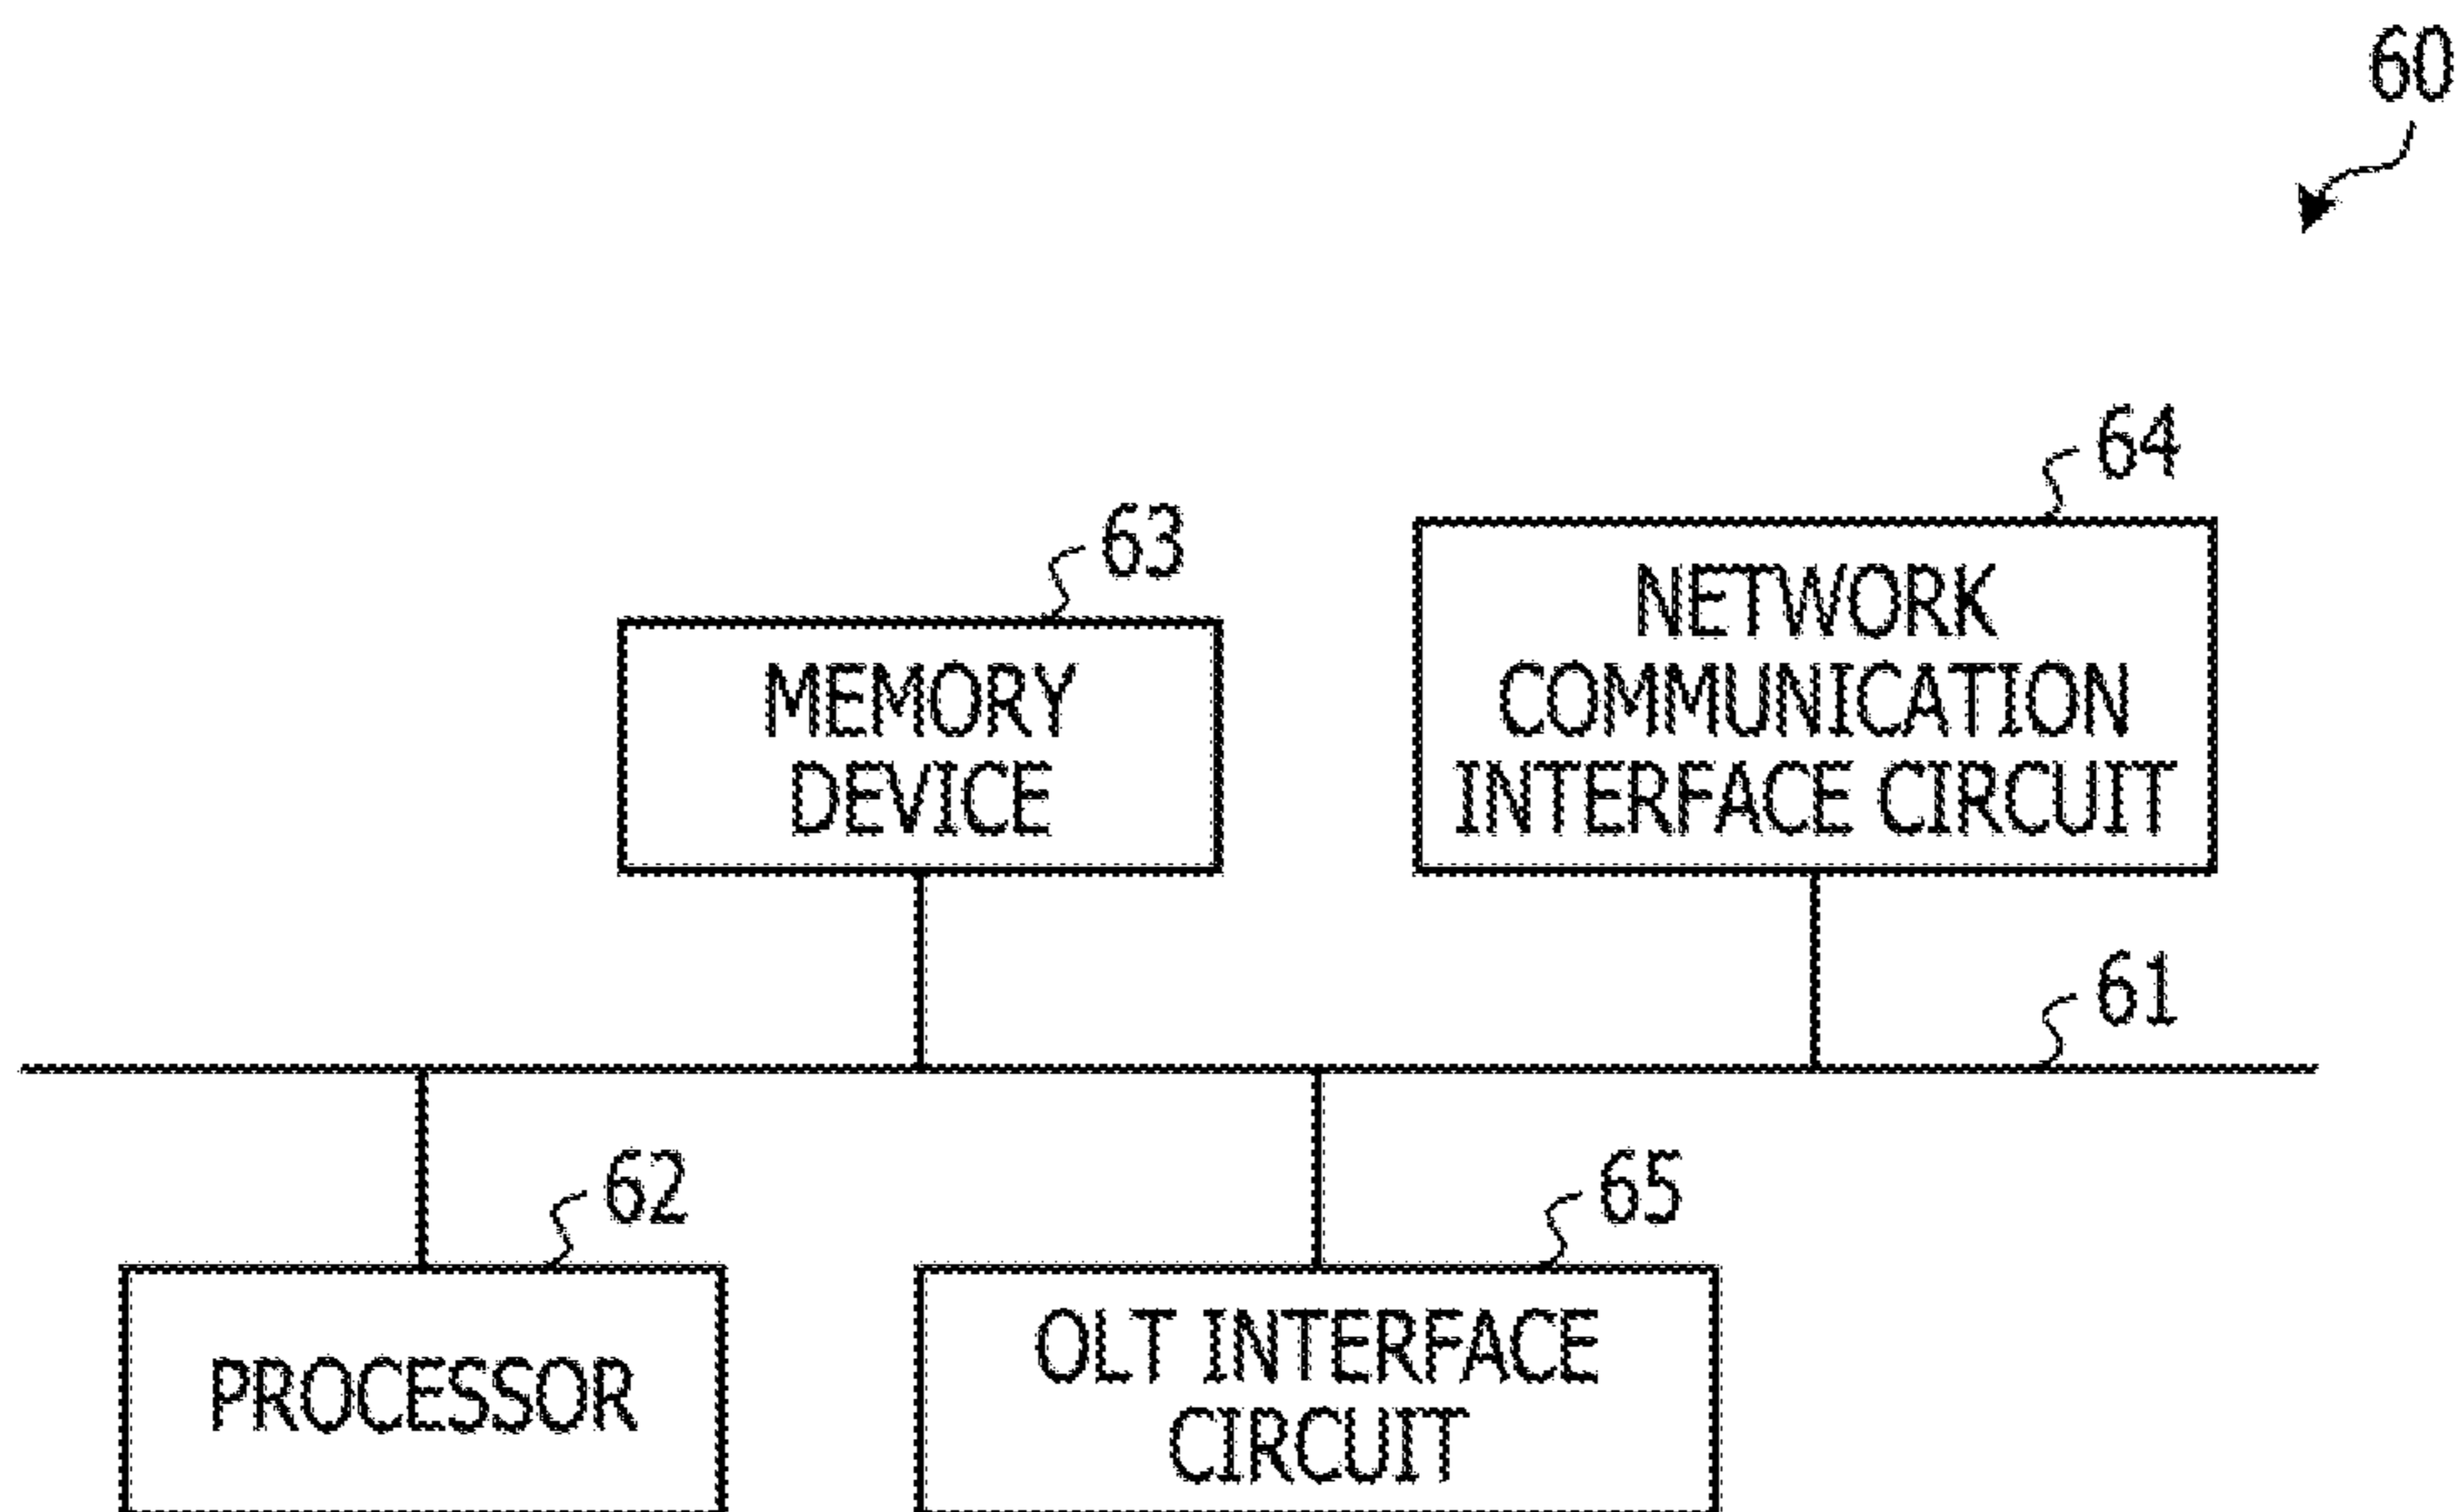 60
64
63
NETWORK
COMMUNICATION
INTERFACE CIRCUIT
MEMORY
DEVICE
61
62
65
PROCESSOR
OLT INTERFACE
CIRCUIT